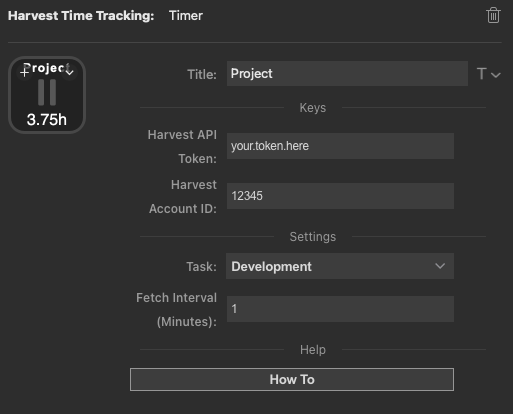 Harvest Time Tracking: Timer
Project
3.75h
Title: Project
T
Keys
Harvest API
Token:
your.token.here
Harvest
Account ID:
12345
Settings
Task: Development
Fetch Interval
(Minutes):
1
Help
How To